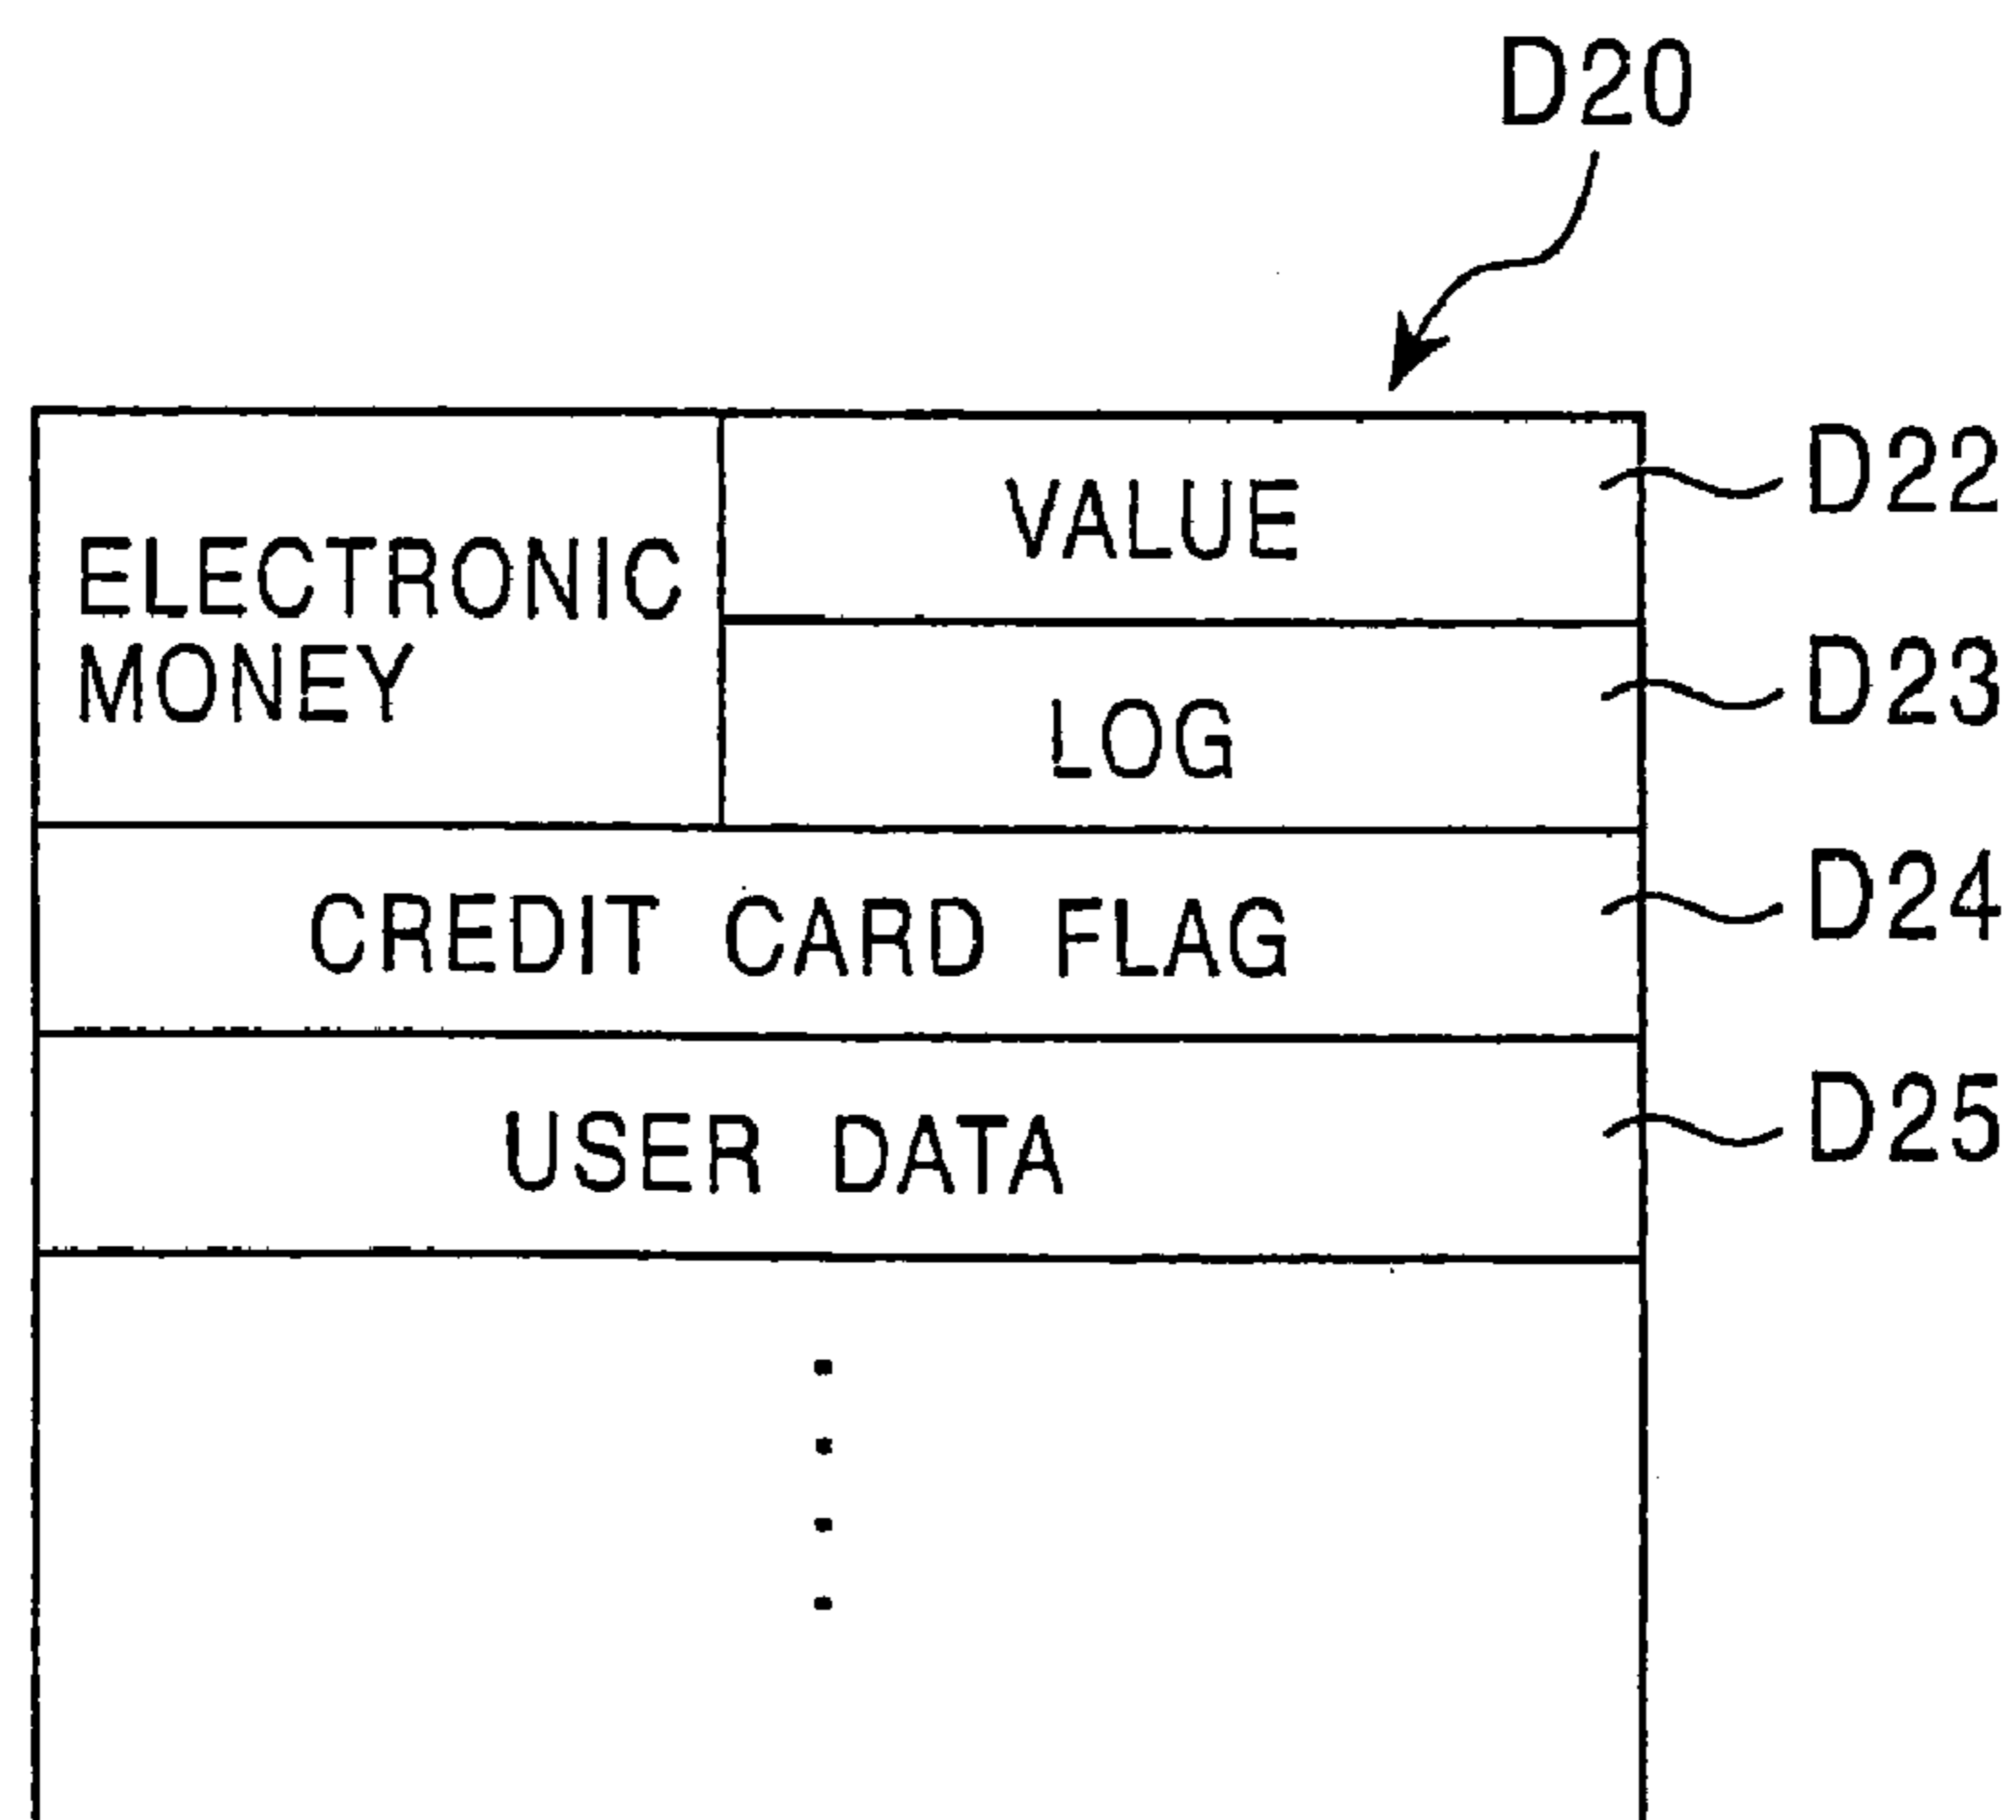 D20
VALUE D22
ELECTRONIC
MONEY
LOG D23
CREDIT CARD FLAG D24
USER DATA D25